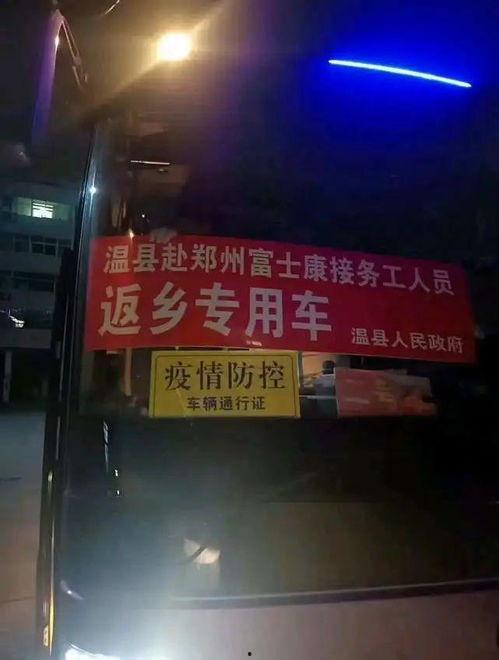 温县赴郑州富士康接务工人员
返乡专用车 温县人民政府
疫情防控
车辆通行证